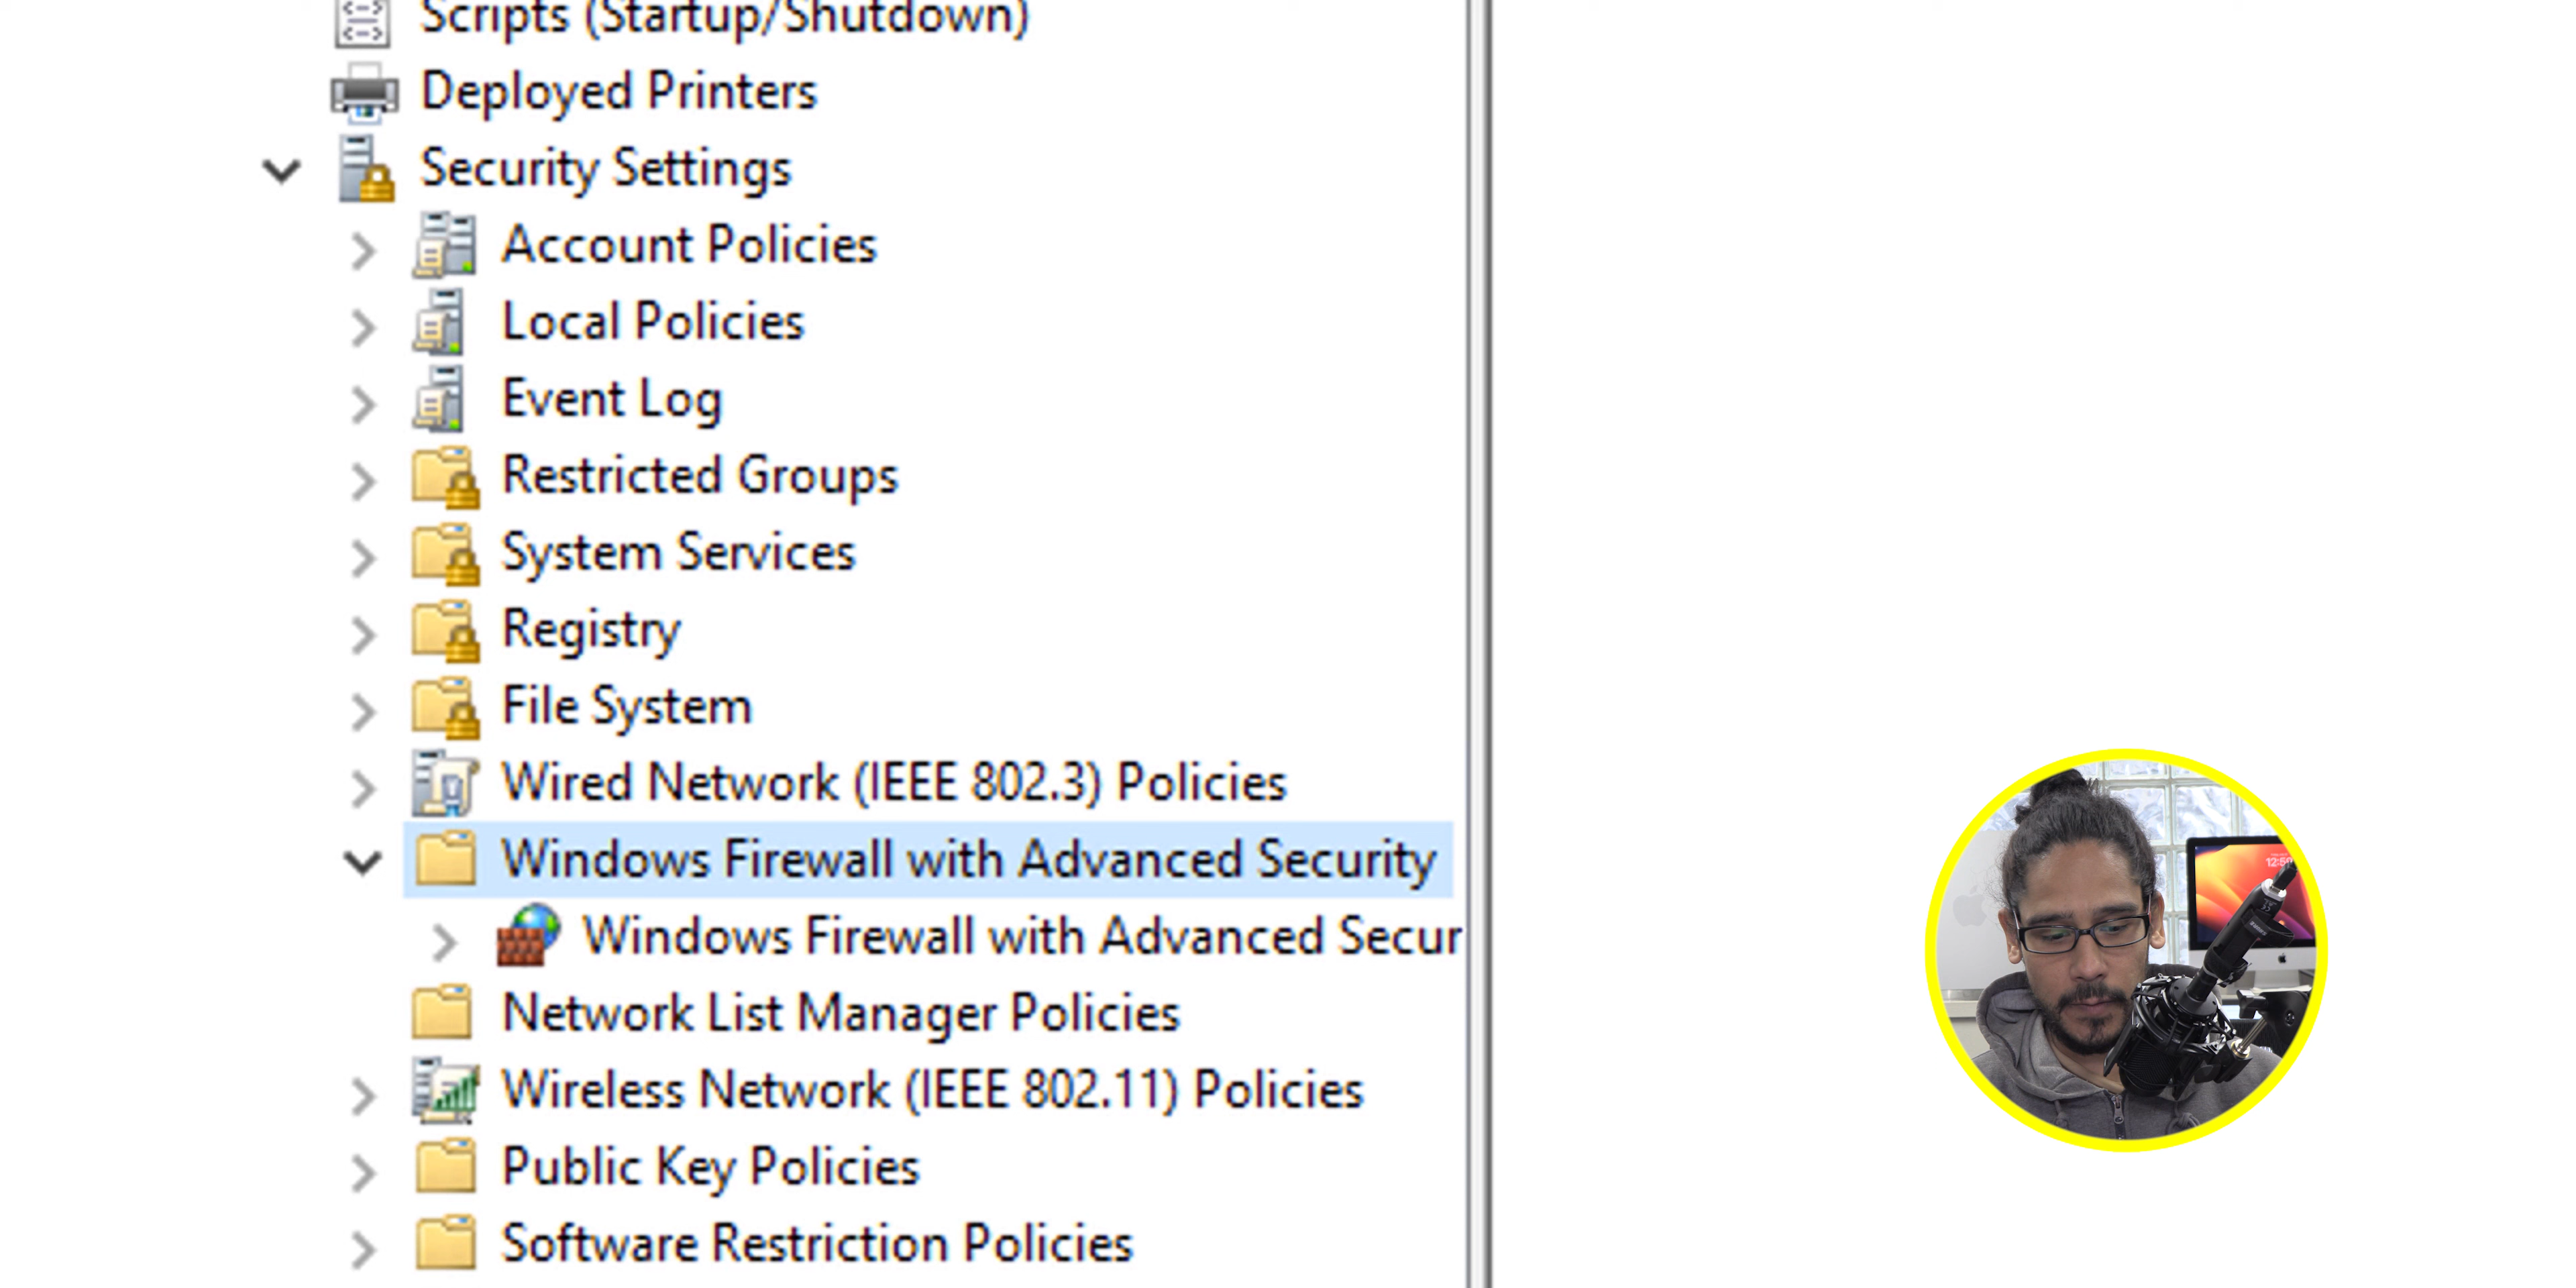 Scripts (Startup/Shutdown)
Deployed Printers
Security Settings
Account Policies
Local Policies
Event Log
Restricted Groups
System Services
Registry
File System
Wired Network (IEEE 802.3) Policies
Windows Firewall with Advanced Security
Windows Firewall with Advanced Secur
Network List Manager Policies
Wireless Network (IEEE 802.11) Policies
Public Key Policies
Software Restriction Policies